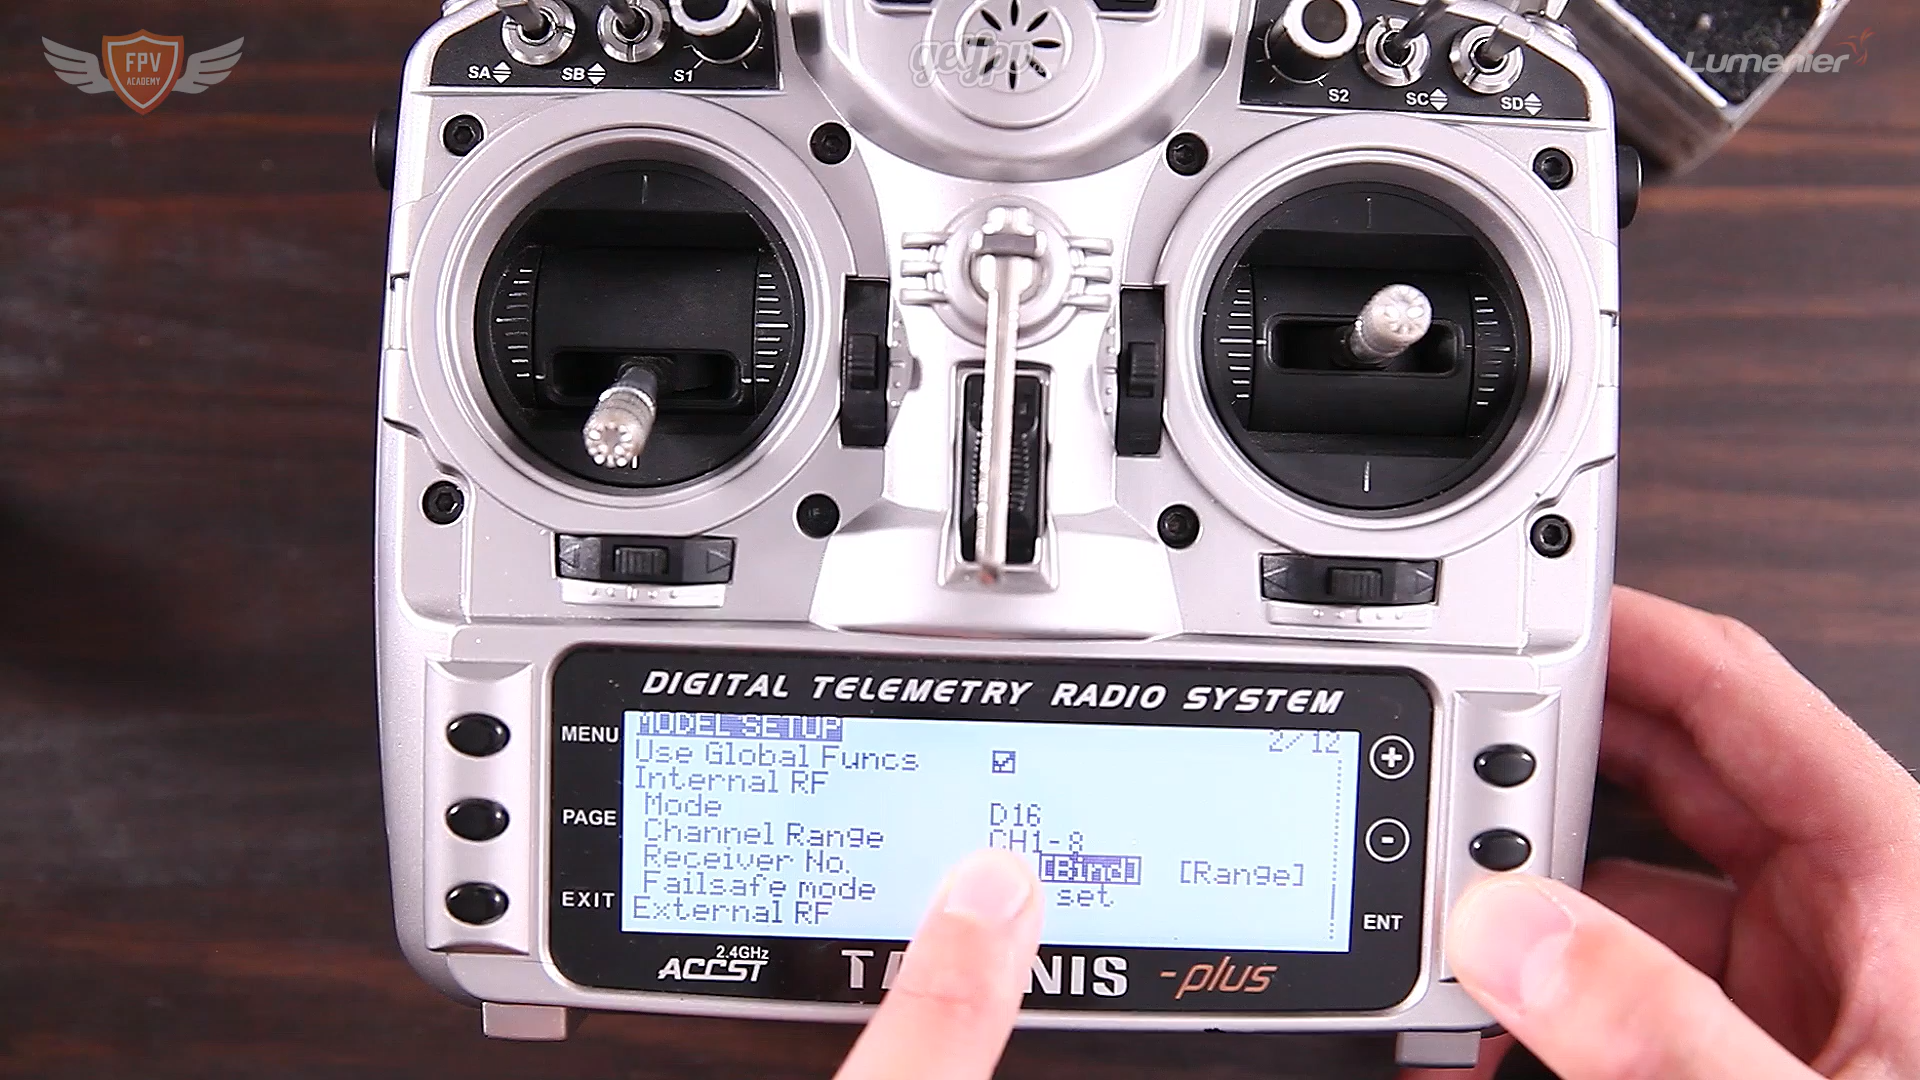 FPV
ACADEMY
getfpv
Lumenier
SA
SB
S1
S2
SC
SD
DIGITAL TELEMETRY RADIO SYSTEM
MENU
PAGE
EXIT
MODEL SETUP 2/12
Use Global Funcs
Internal RF
Mode D16
Channel Range CH1-8
Receiver No. [Bind] [Range]
Failsafe mode set
External RF
+
-
ENT
2.4GHz
ACCST
-plus